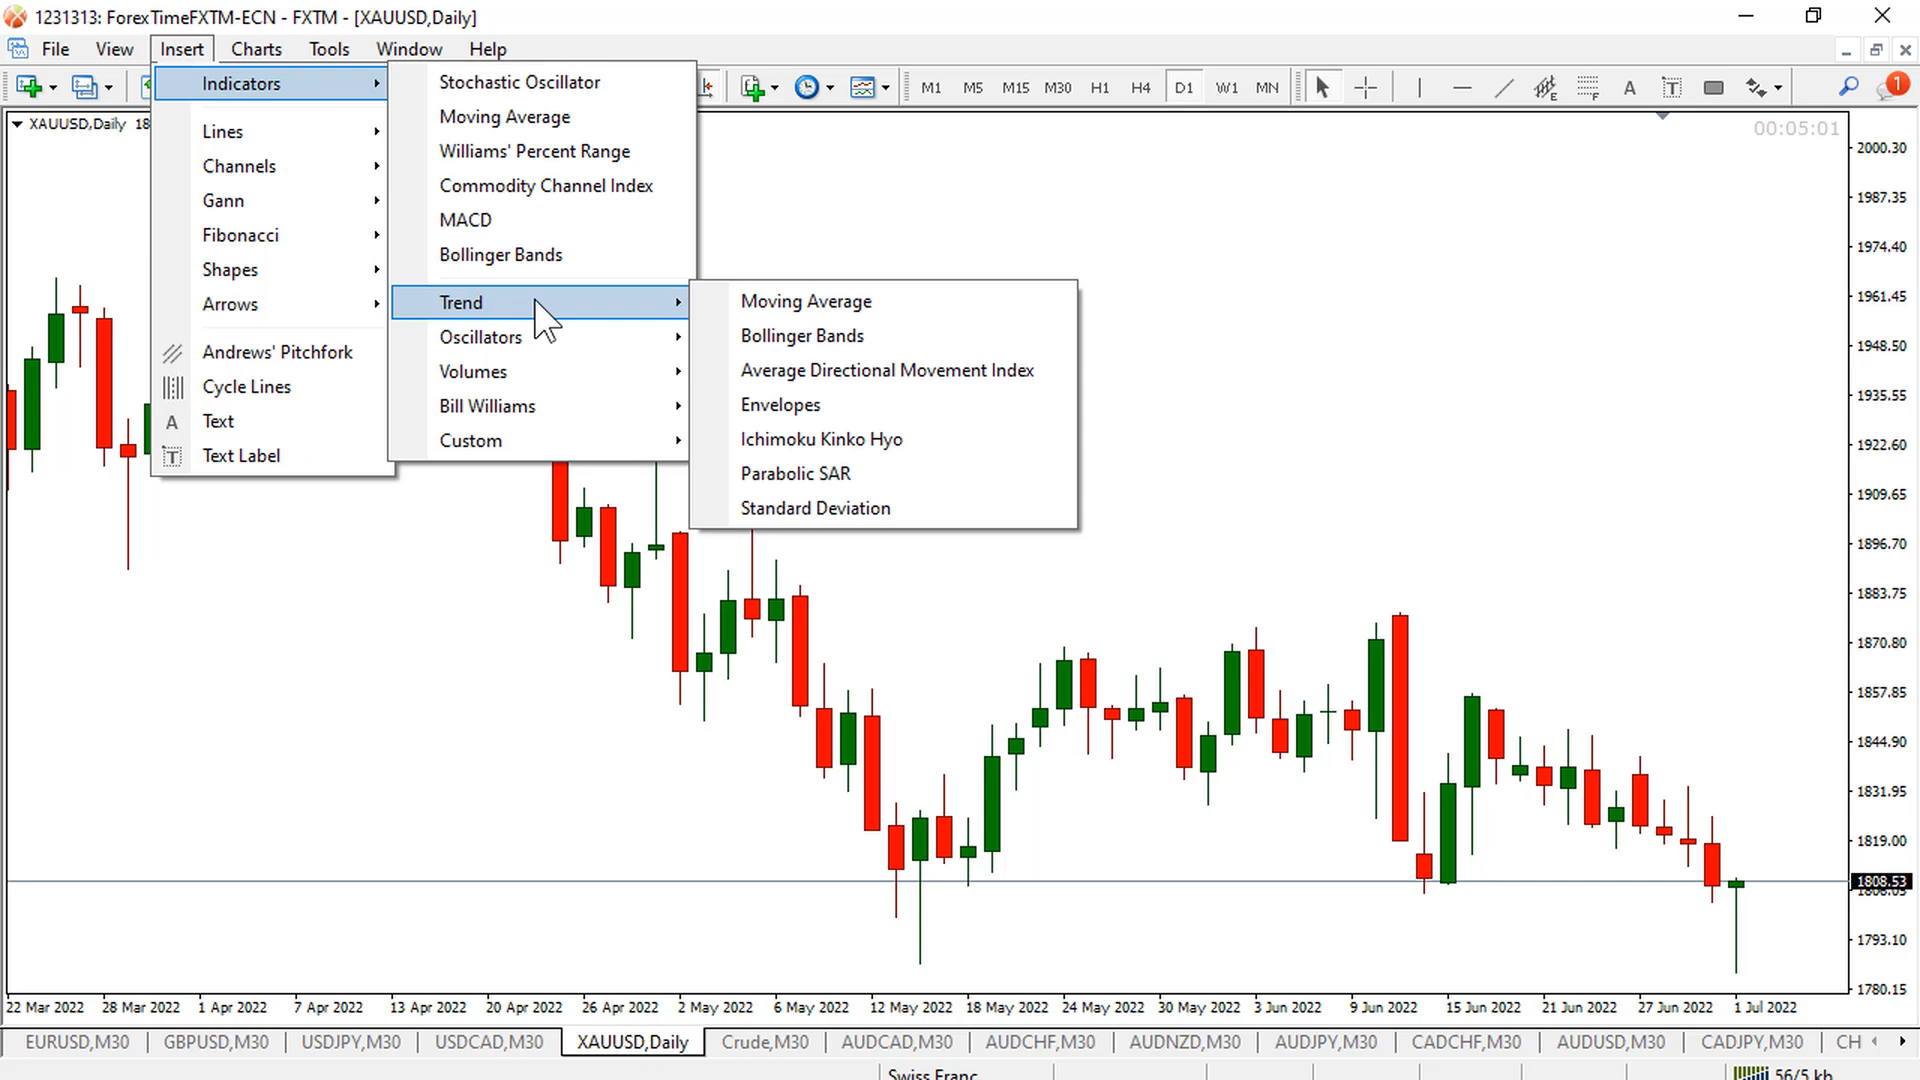 1231313: ForexTimeFXTM-ECN - FXTM - [XAUUSD,Daily]
File View Insert Charts Tools Window Help
M1 M5 M15 M30 H1 H4 D1 W1 MN A T 1
XAUUSD,Daily 18
00:05:01
Indicators
Lines
Channels
Gann
Fibonacci
Shapes
Arrows
Andrews' Pitchfork
Cycle Lines
A Text
T Text Label
Stochastic Oscillator
Moving Average
Williams' Percent Range
Commodity Channel Index
MACD
Bollinger Bands
Trend
Oscillators
Volumes
Bill Williams
Custom
Moving Average
Bollinger Bands
Average Directional Movement Index
Envelopes
Ichimoku Kinko Hyo
Parabolic SAR
Standard Deviation
2000.30
1987.35
1974.40
1961.45
1948.50
1935.55
1922.60
1909.65
1896.70
1883.75
1870.80
1857.85
1844.90
1831.95
1819.00
1808.53
1793.10
1780.15
22 Mar 2022 28 Mar 2022 1 Apr 2022 7 Apr 2022 13 Apr 2022 20 Apr 2022 26 Apr 2022 2 May 2022 6 May 2022 12 May 2022 18 May 2022 24 May 2022 30 May 2022 3 Jun 2022 9 Jun 2022 15 Jun 2022 21 Jun 2022 27 Jun 2022 1 Jul 2022
EURUSD,M30 GBPUSD,M30 USDJPY,M30 USDCAD,M30 XAUUSD,Daily Crude,M30 AUDCAD,M30 AUDCHF,M30 AUDNZD,M30 AUDJPY,M30 CADCHF,M30 AUDUSD,M30 CADJPY,M30 CH
Swiss Franc 56/5 kb